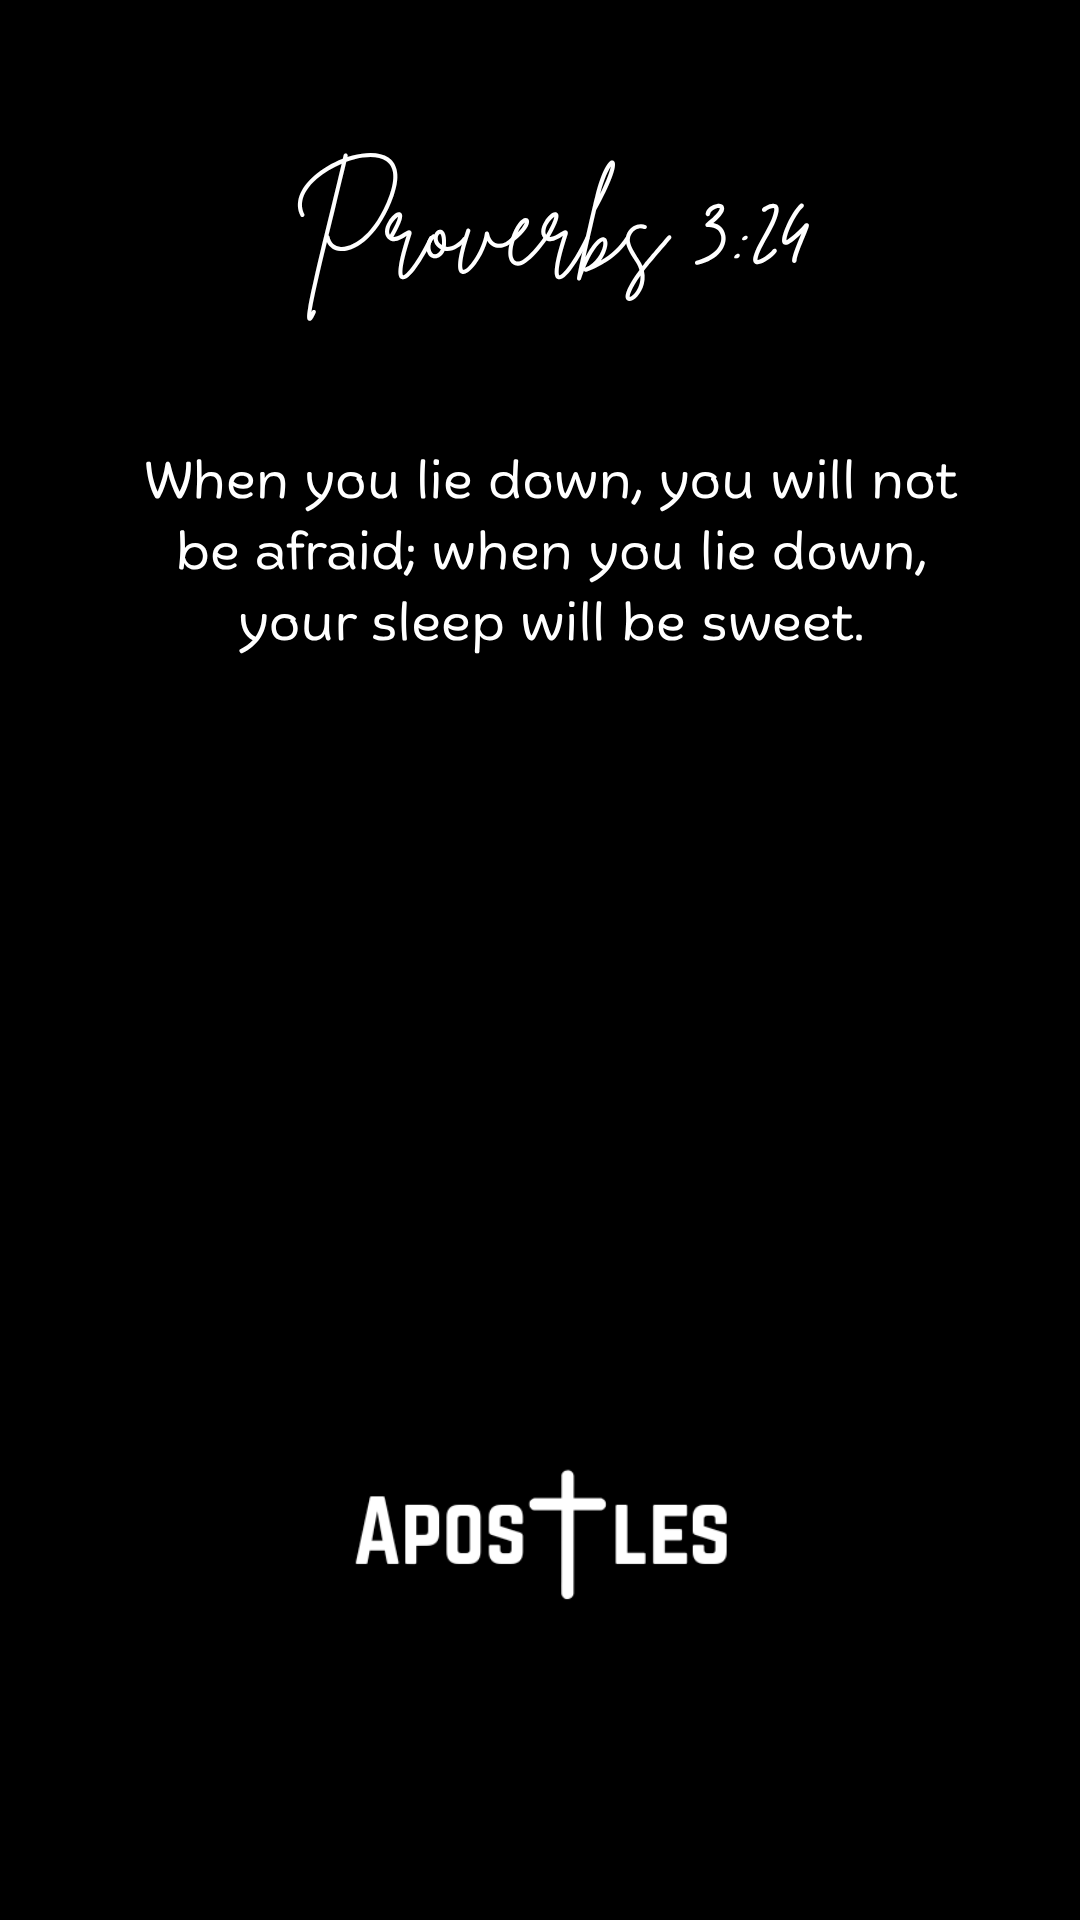 Proverbs 3:24
When you lie down, you will not
be afraid; when you lie down,
your sleep will be sweet.
APOSTLES